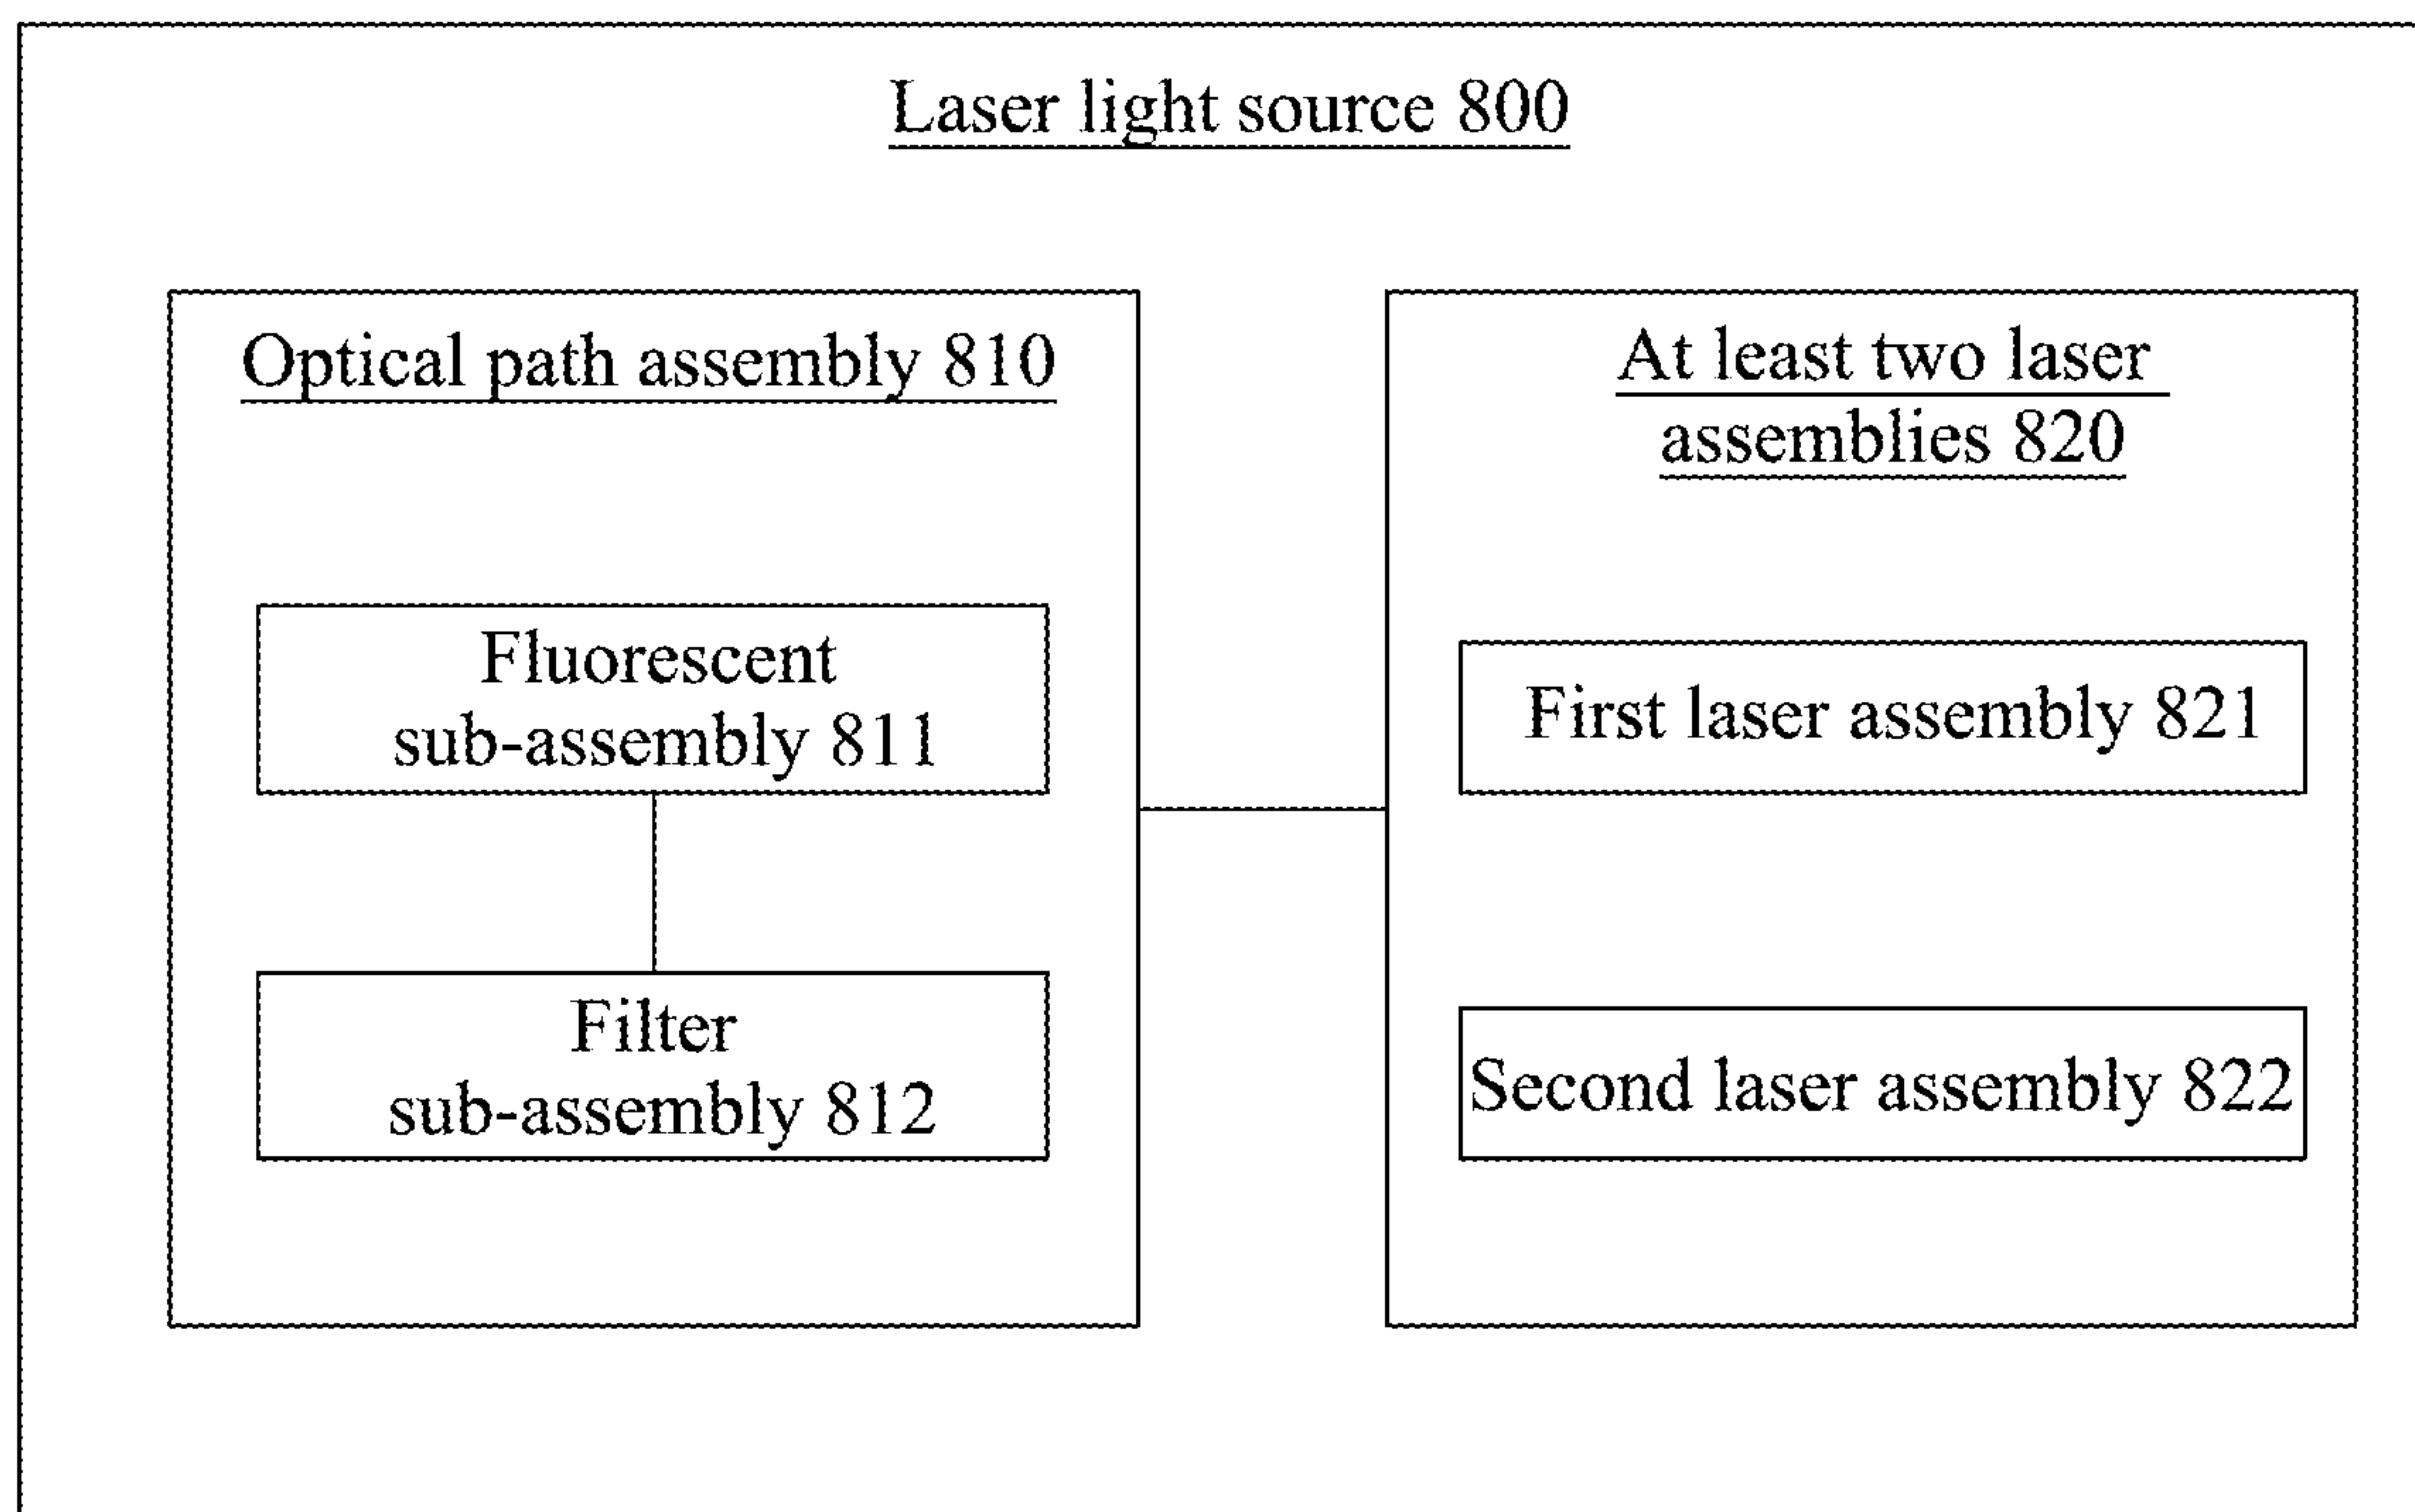 Laser light source 800
Optical path assembly 810
Fluorescent
sub-assembly 811
Filter
sub-assembly 812
At least two laser
assemblies 820
First laser assembly 821
Second laser assembly 822